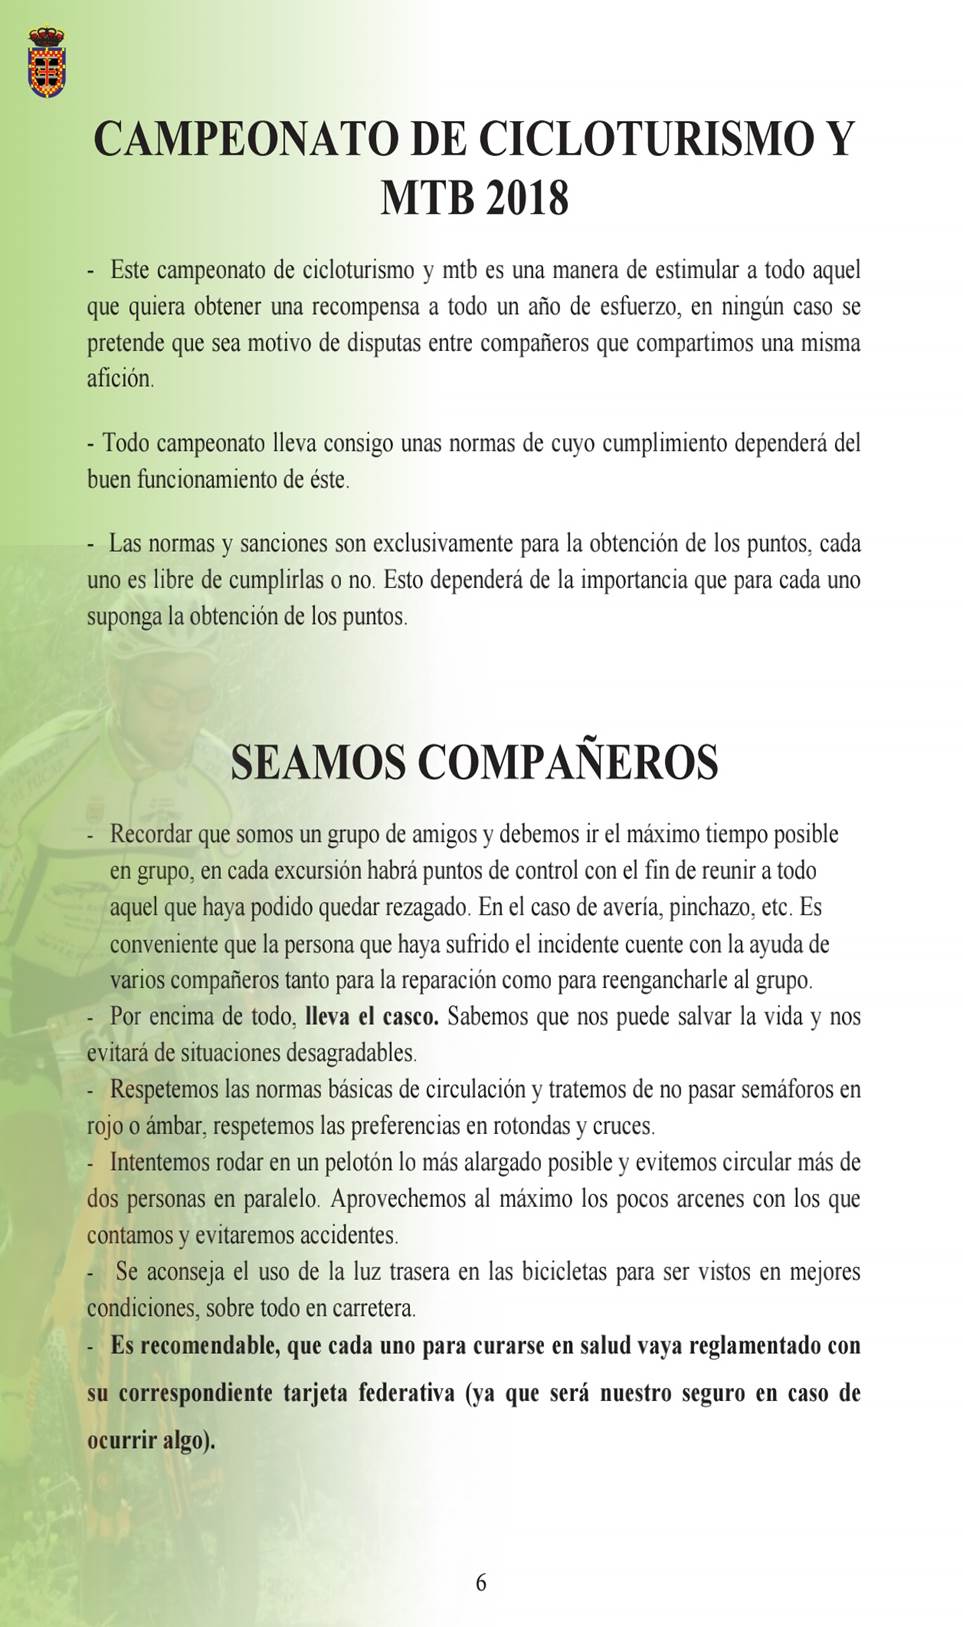 CAMPEONATO DE CICLOTURISMO Y
MTB 2018
- Este campeonato de cicloturismo y mtb es una manera de estimular a todo aquel
que quiera obtener una recompensa a todo un año de esfuerzo, en ningún caso se
pretende que sea motivo de disputas entre compañeros que compartimos una misma
afición.
- Todo campeonato lleva consigo unas normas de cuyo cumplimiento dependerá del
buen funcionamiento de éste.
- Las normas y sanciones son exclusivamente para la obtención de los puntos, cada
uno es libre de cumplirlas o no. Esto dependerá de la importancia que para cada uno
suponga la obtención de los puntos.
SEAMOS COMPAÑEROS
- Recordar que somos un grupo de amigos y debemos ir el máximo tiempo posible
en grupo, en cada excursión habrá puntos de control con el fin de reunir a todo
aquel que haya podido quedar rezagado. En el caso de avería, pinchazo, etc. Es
conveniente que la persona que haya sufrido el incidente cuente con la ayuda de
varios compañeros tanto para la reparación como para reengancharle al grupo.
- Por encima de todo, lleva el casco. Sabemos que nos puede salvar la vida y nos
evitará de situaciones desagradables.
- Respetemos las normas básicas de circulación y tratemos de no pasar semáforos en
rojo o ámbar, respetemos las preferencias en rotondas y cruces.
- Intentemos rodar en un pelotón lo más alargado posible y evitemos circular más de
dos personas en paralelo. Aprovechemos al máximo los pocos arcenes con los que
contamos y evitaremos accidentes.
- Se aconseja el uso de la luz trasera en las bicicletas para ser vistos en mejores
condiciones, sobre todo en carretera.
- Es recomendable, que cada uno para curarse en salud vaya reglamentado con
su correspondiente tarjeta federativa (ya que será nuestro seguro en caso de
ocurrir algo).
6